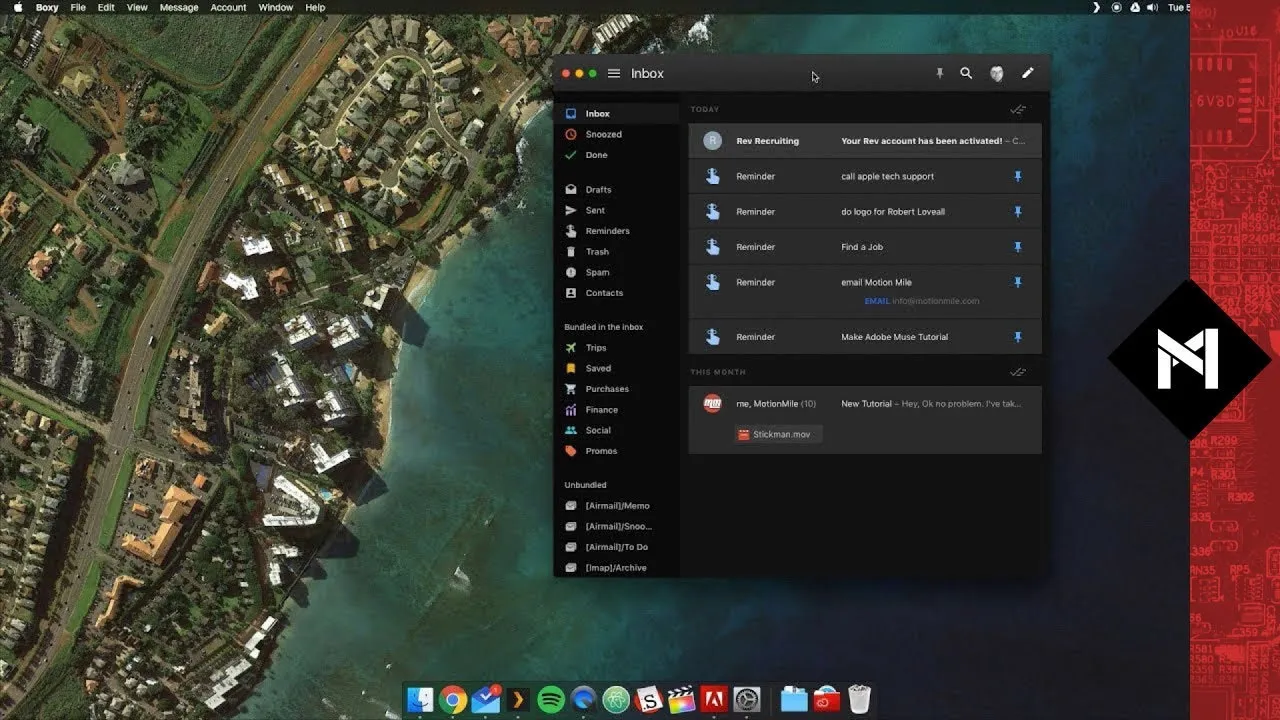 Boxy File Edit View Message Account Window Help Tue
Inbox
Inbox
Snoozed
Done
Drafts
Sent
Reminders
Trash
Spam
Contacts
Bundled in the inbox
Trips
Saved
Purchases
Finance
Social
Promos
Unbundled
[Airmail]/Memo
[Airmail]/Snoo...
[Airmail]/To Do
[Imap]/Archive
TODAY
R Rev Recruiting Your Rev account has been activated! – C...
Reminder call apple tech support
Reminder do logo for Robert Loveall
Reminder Find a Job
Reminder email Motion Mile
EMAIL info@motionmile.com
Reminder Make Adobe Muse Tutorial
THIS MONTH
me, MotionMile (10) New Tutorial – Hey, Ok no problem. I've tak...
Stickman.mov
M
R299
R302
RP5